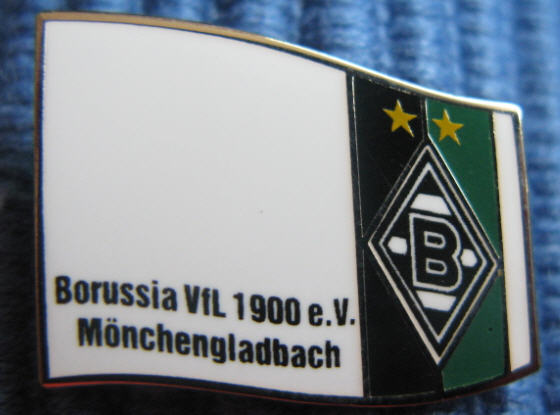 Borussia VfL 1900 e.V.
Mönchengladbach
B